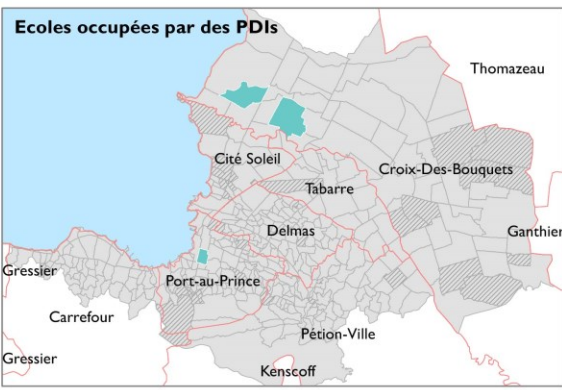 Ecoles occupées par des PDIs
Thomazeau
Cité Soleil
Croix-Des-Bouquets
Tabarre
Delmas
Ganthier
Gressier
Port-au-Prince
Carrefour
Pétion-Ville
Gressier
Kenscoff